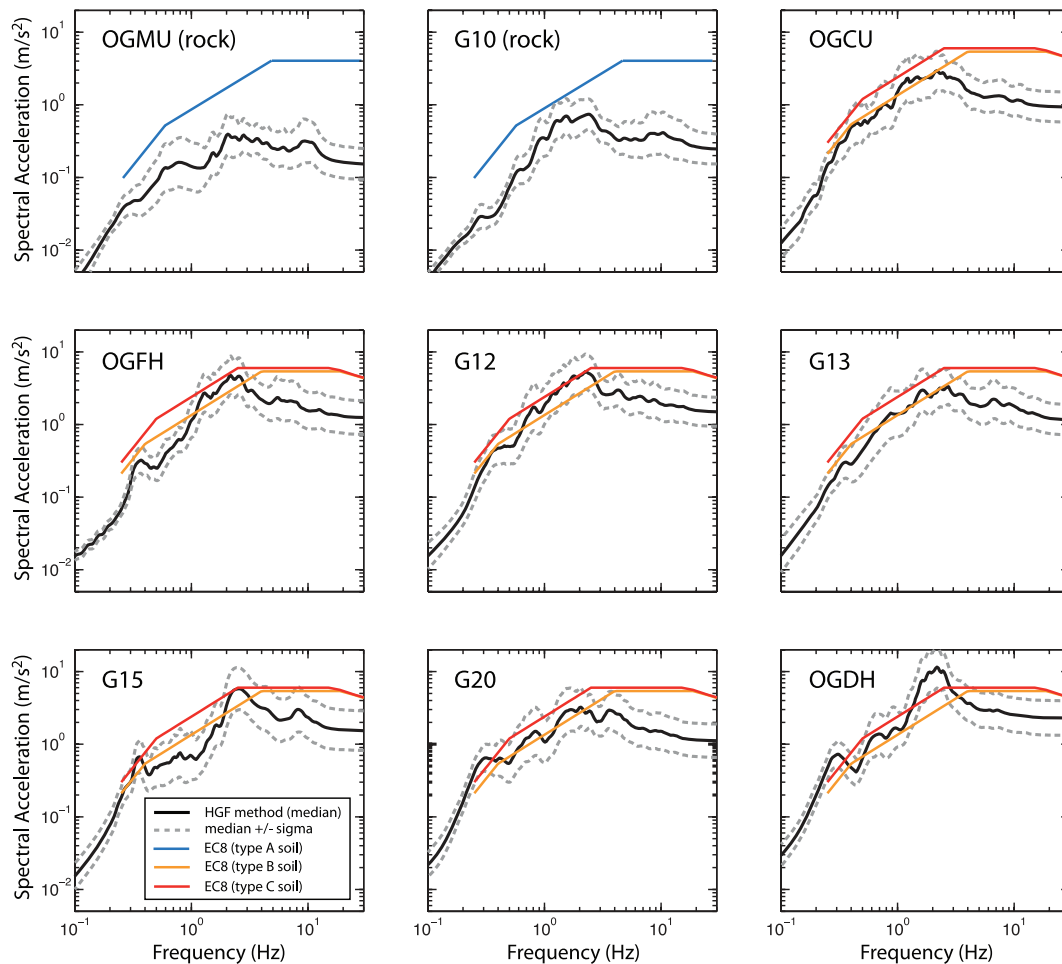 OGMU (rock)
G10 (rock)
OGCU
Spectral Acceleration (m/s²)
10¹
10⁰
10⁻¹
10⁻²
OGFH
G12
G13
Spectral Acceleration (m/s²)
10¹
10⁰
10⁻¹
10⁻²
G15
G20
OGDH
Spectral Acceleration (m/s²)
10¹
10⁰
10⁻¹
10⁻²
HGF method (median)
median +/- sigma
EC8 (type A soil)
EC8 (type B soil)
EC8 (type C soil)
10⁻¹ 10⁰ 10¹
10⁻¹ 10⁰ 10¹
10⁻¹ 10⁰ 10¹
Frequency (Hz)
Frequency (Hz)
Frequency (Hz)